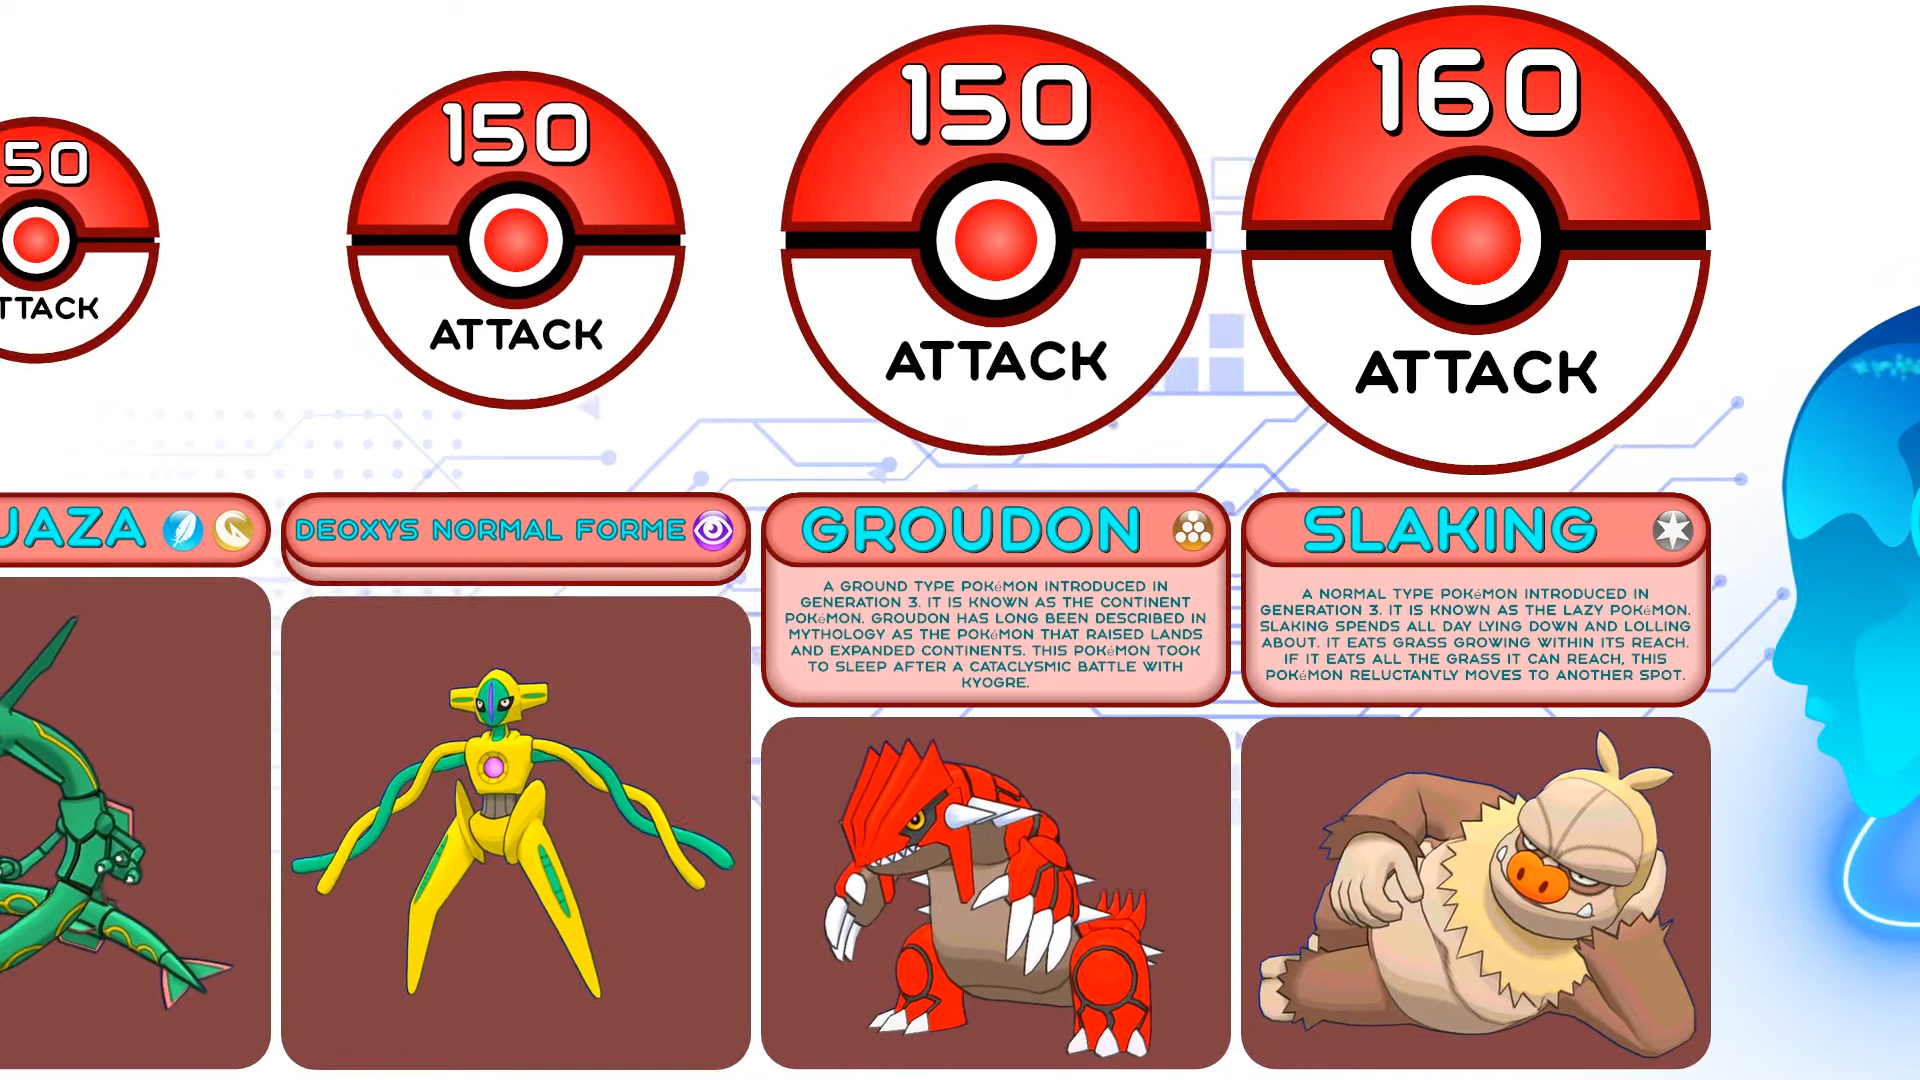 50
TTACK
150
ATTACK
150
ATTACK
160
ATTACK
UAZA
DEOXYS NORMAL FORME
GROUDON
A GROUND TYPE POKéMON INTRODUCED IN
GENERATION 3. IT IS KNOWN AS THE CONTINENT
POKéMON. GROUDON HAS LONG BEEN DESCRIBED IN
MYTHOLOGY AS THE POKéMON THAT RAISED LANDS
AND EXPANDED CONTINENTS. THIS POKéMON TOOK
TO SLEEP AFTER A CATACLYSMIC BATTLE WITH
KYOGRE.
SLAKING
A NORMAL TYPE POKéMON INTRODUCED IN
GENERATION 3. IT IS KNOWN AS THE LAZY POKéMON.
SLAKING SPENDS ALL DAY LYING DOWN AND LOLLING
ABOUT. IT EATS GRASS GROWING WITHIN ITS REACH.
IF IT EATS ALL THE GRASS IT CAN REACH, THIS
POKéMON RELUCTANTLY MOVES TO ANOTHER SPOT.